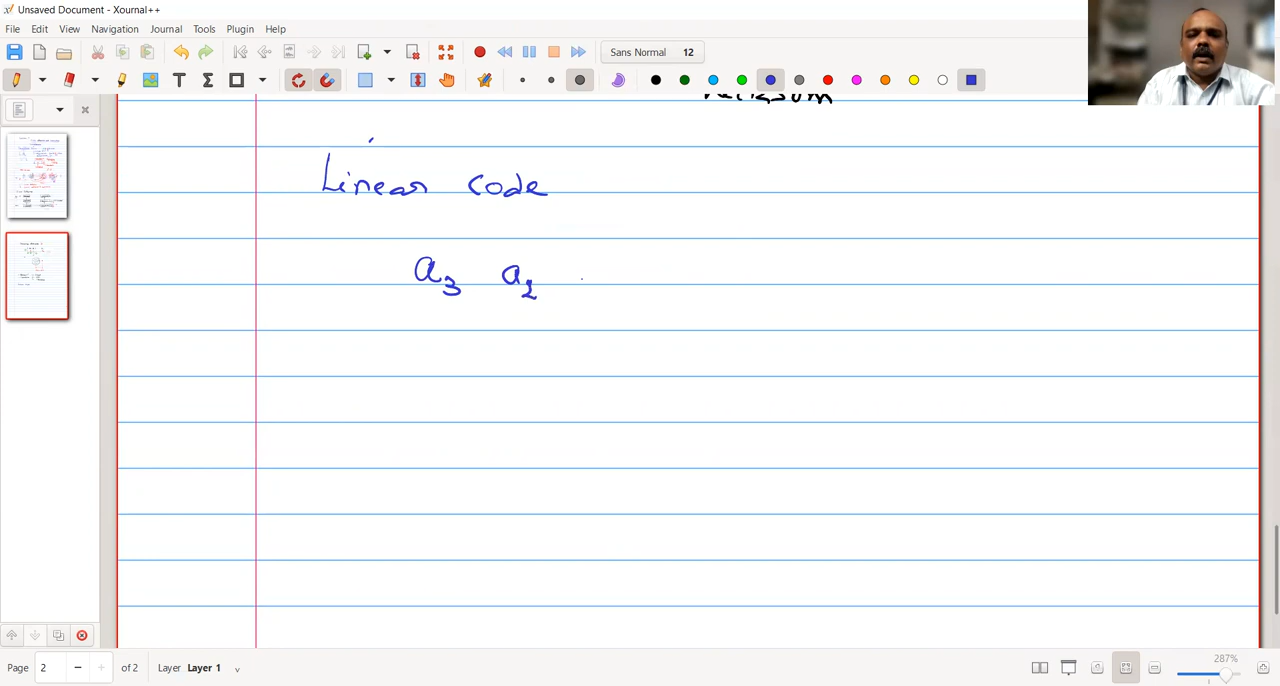 Unsaved Document - Xournal++
File Edit View Navigation Journal Tools Plugin Help
Sans Normal 12
Linear code
a₃ a₂
Page 2 of 2 Layer Layer 1 287%